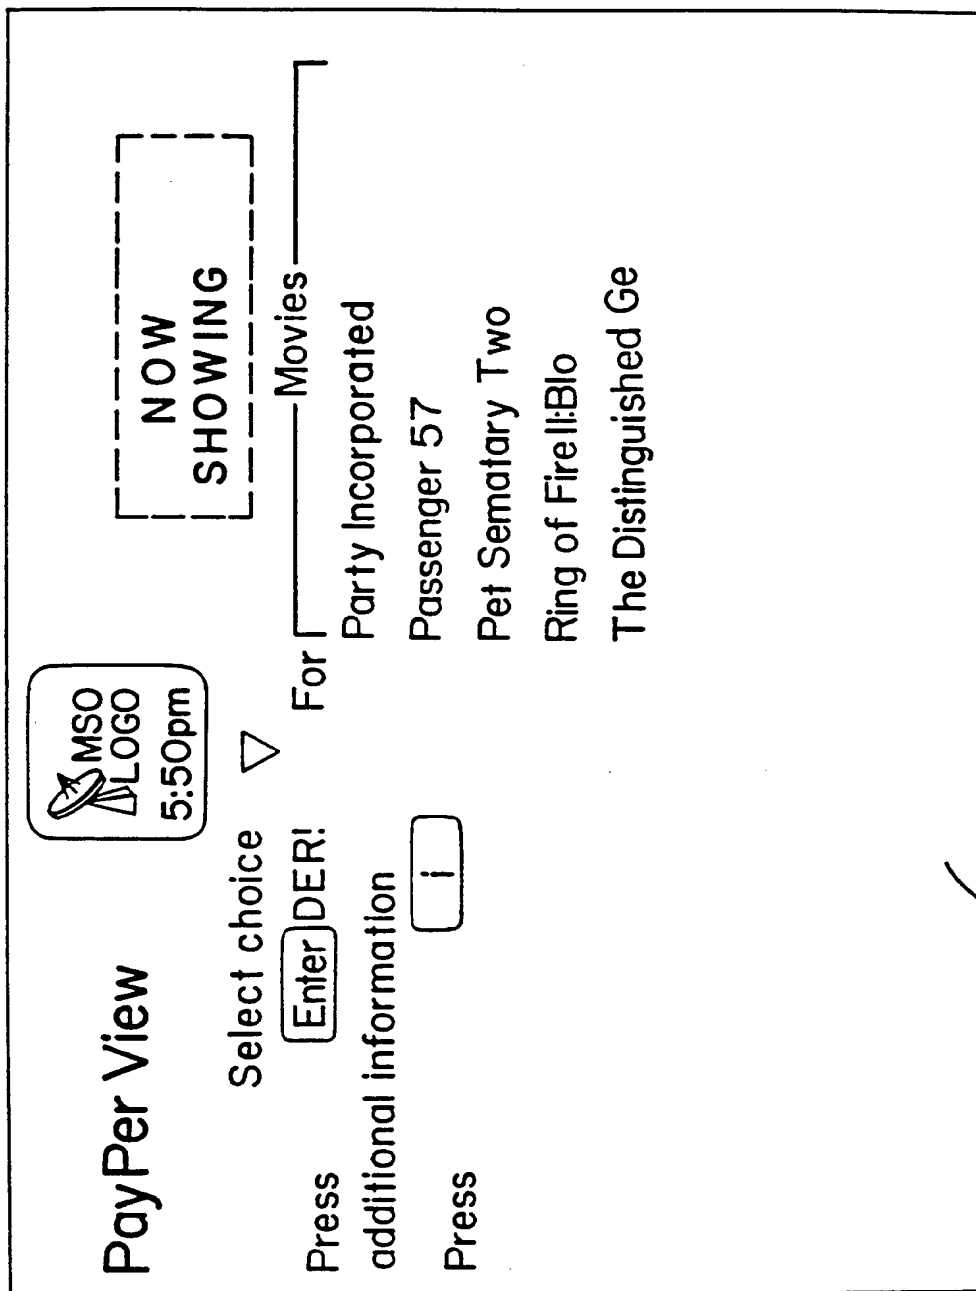 PayPer View
MSO
LOGO
5:50pm
NOW
SHOWING
Select choice
Press Enter DER! For
Movies
additional information
Press i
Party Incorporated
Passenger 57
Pet Sematary Two
Ring of Fire II:Blo
The Distinguished Ge